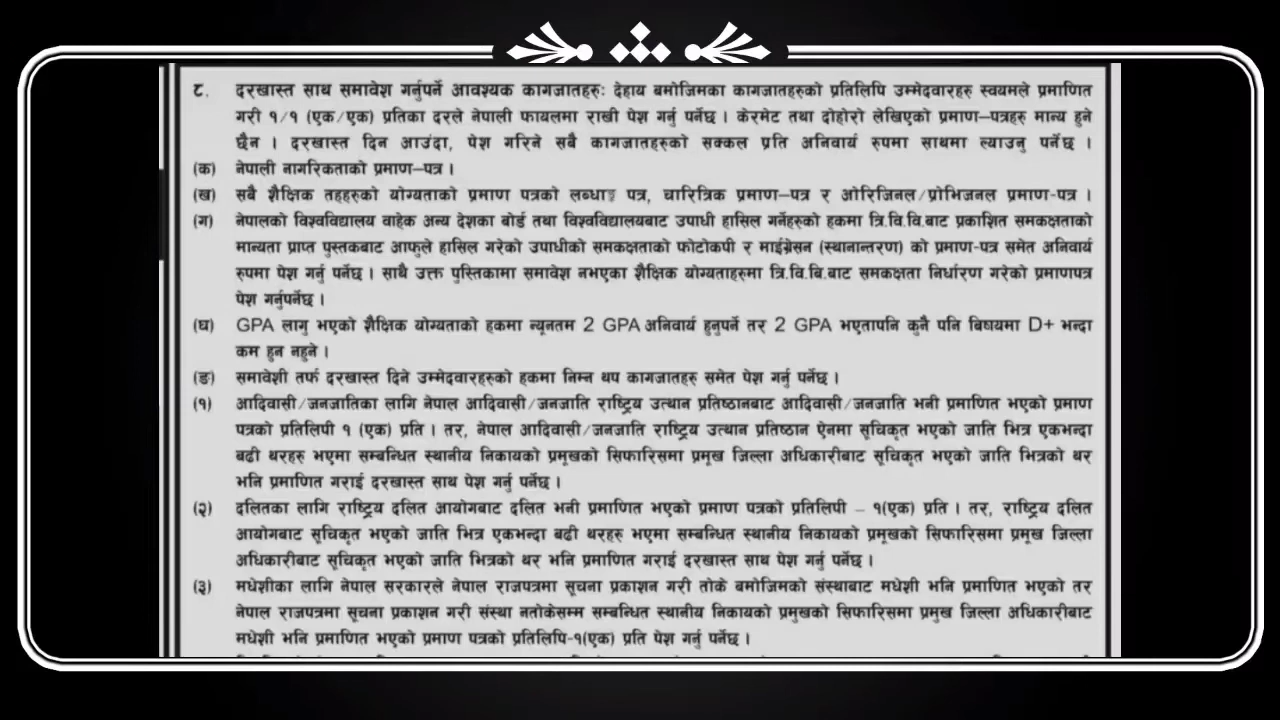 ८. दरखास्त साथ समावेश गर्नुपर्ने आवश्यक कागजातहरुः देहाय बमोजिमका कागजातहरुको प्रतिलिपि उम्मेदवारहरु स्वयमले प्रमाणित
गरी १/१ (एक/एक) प्रतिका दरले नेपाली फायलमा राखी पेश गर्नु पर्नेछ । केरमेट तथा दोहोरो लेखिएको प्रमाण–पत्रहरु मान्य हुने
छैन । दरखास्त दिन आउंदा, पेश गरिने सबै कागजातहरुको सक्कल प्रति अनिवार्य रुपमा साथमा ल्याउनु पर्नेछ ।
(क) नेपाली नागरिकताको प्रमाण–पत्र ।
(ख) सबै शैक्षिक तहहरुको योग्यताको प्रमाण पत्रको लब्धाङ्क पत्र, चारित्रिक प्रमाण–पत्र र ओरिजिनल/प्रोभिजनल प्रमाण-पत्र ।
(ग) नेपालको विश्वविद्यालय वाहेक अन्य देशका बोर्ड तथा विश्वविद्यालयबाट उपाधी हासिल गर्नेहरुको हकमा त्रि.वि.वि.बाट प्रकाशित समकक्षताको
मान्यता प्राप्त पुस्तकबाट आफुले हासिल गरेको उपाधीको समकक्षताको फोटोकपी र माईग्रेसन (स्थानान्तरण) को प्रमाण-पत्र समेत अनिवार्य
रुपमा पेश गर्नु पर्नेछ । साथै उक्त पुस्तिकामा समावेश नभएका शैक्षिक योग्यताहरुमा त्रि.वि.बि.बाट समकक्षता निर्धारण गरेको प्रमाणपत्र
पेश गर्नुपर्नेछ ।
(घ) GPA लागु भएको शैक्षिक योग्यताको हकमा न्यूनतम 2 GPA अनिवार्य हुनुपर्ने तर 2 GPA भएतापनि कुनै पनि बिषयमा D+ भन्दा
कम हुन नहुने ।
(ङ) समावेशी तर्फ दरखास्त दिने उम्मेदवारहरुको हकमा निम्न थप कागजातहरु समेत पेश गर्नु पर्नेछ ।
(१) आदिवासी/जनजातिका लागि नेपाल आदिवासी/जनजाति राष्ट्रिय उत्थान प्रतिष्ठानबाट आदिवासी/जनजाति भनी प्रमाणित भएको प्रमाण
पत्रको प्रतिलिपी १ (एक) प्रति । तर, नेपाल आदिवासी/जनजाति राष्ट्रिय उत्थान प्रतिष्ठान ऐनमा सूचिकृत भएको जाति भित्र एकभन्दा
बढी थरहरु भएमा सम्बन्धित स्थानीय निकायको प्रमूखको सिफारिसमा प्रमूख जिल्ला अधिकारीबाट सूचिकृत भएको जाति भित्रको थर
भनि प्रमाणित गराई दरखास्त साथ पेश गर्नु पर्नेछ ।
(२) दलितका लागि राष्ट्रिय दलित आयोगबाट दलित भनी प्रमाणित भएको प्रमाण पत्रको प्रतिलिपी – १(एक) प्रति । तर, राष्ट्रिय दलित
आयोगबाट सूचिकृत भएको जाति भित्र एकभन्दा बढी थरहरु भएमा सम्बन्धित स्थानीय निकायको प्रमूखको सिफारिसमा प्रमूख जिल्ला
अधिकारीबाट सूचिकृत भएको जाति भित्रको थर भनि प्रमाणित गराई दरखास्त साथ पेश गर्नु पर्नेछ ।
(३) मधेशीका लागि नेपाल सरकारले नेपाल राजपत्रमा सूचना प्रकाशन गरी तोके बमोजिमको संस्थाबाट मधेशी भनि प्रमाणित भएको तर
नेपाल राजपत्रमा सूचना प्रकाशन गरी संस्था नतोकेसम्म सम्बन्धित स्थानीय निकायको प्रमुखको सिफारिसमा प्रमुख जिल्ला अधिकारीबाट
मधेशी भनि प्रमाणित भएको प्रमाण पत्रको प्रतिलिपि-१(एक) प्रति पेश गर्नु पर्नेछ ।